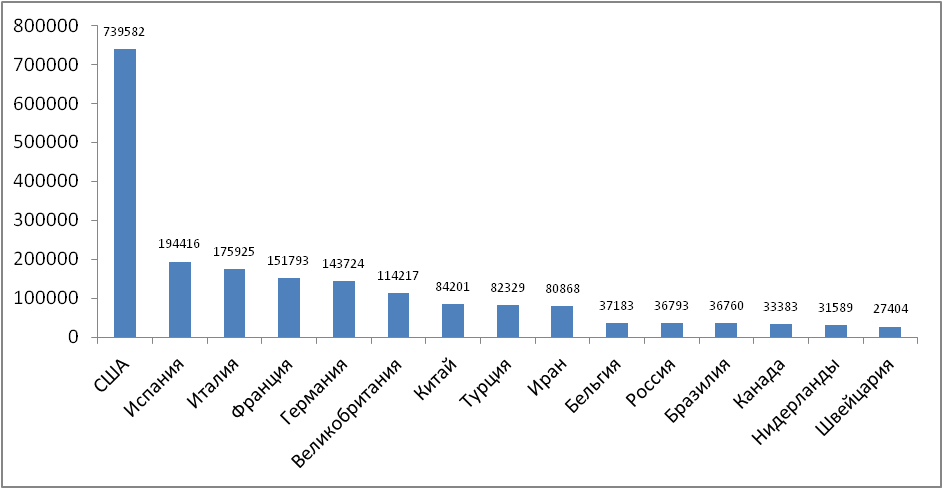 800000
700000
600000
500000
400000
300000
200000
100000
0
739582
194416
175925
151793
143724
114217
84201
82329
80868
37183
36793
36760
33383
31589
27404
США
Испания
Италия
Франция
Германия
Великобритания
Китай
Турция
Иран
Бельгия
Россия
Бразилия
Канада
Нидерланды
Швейцария